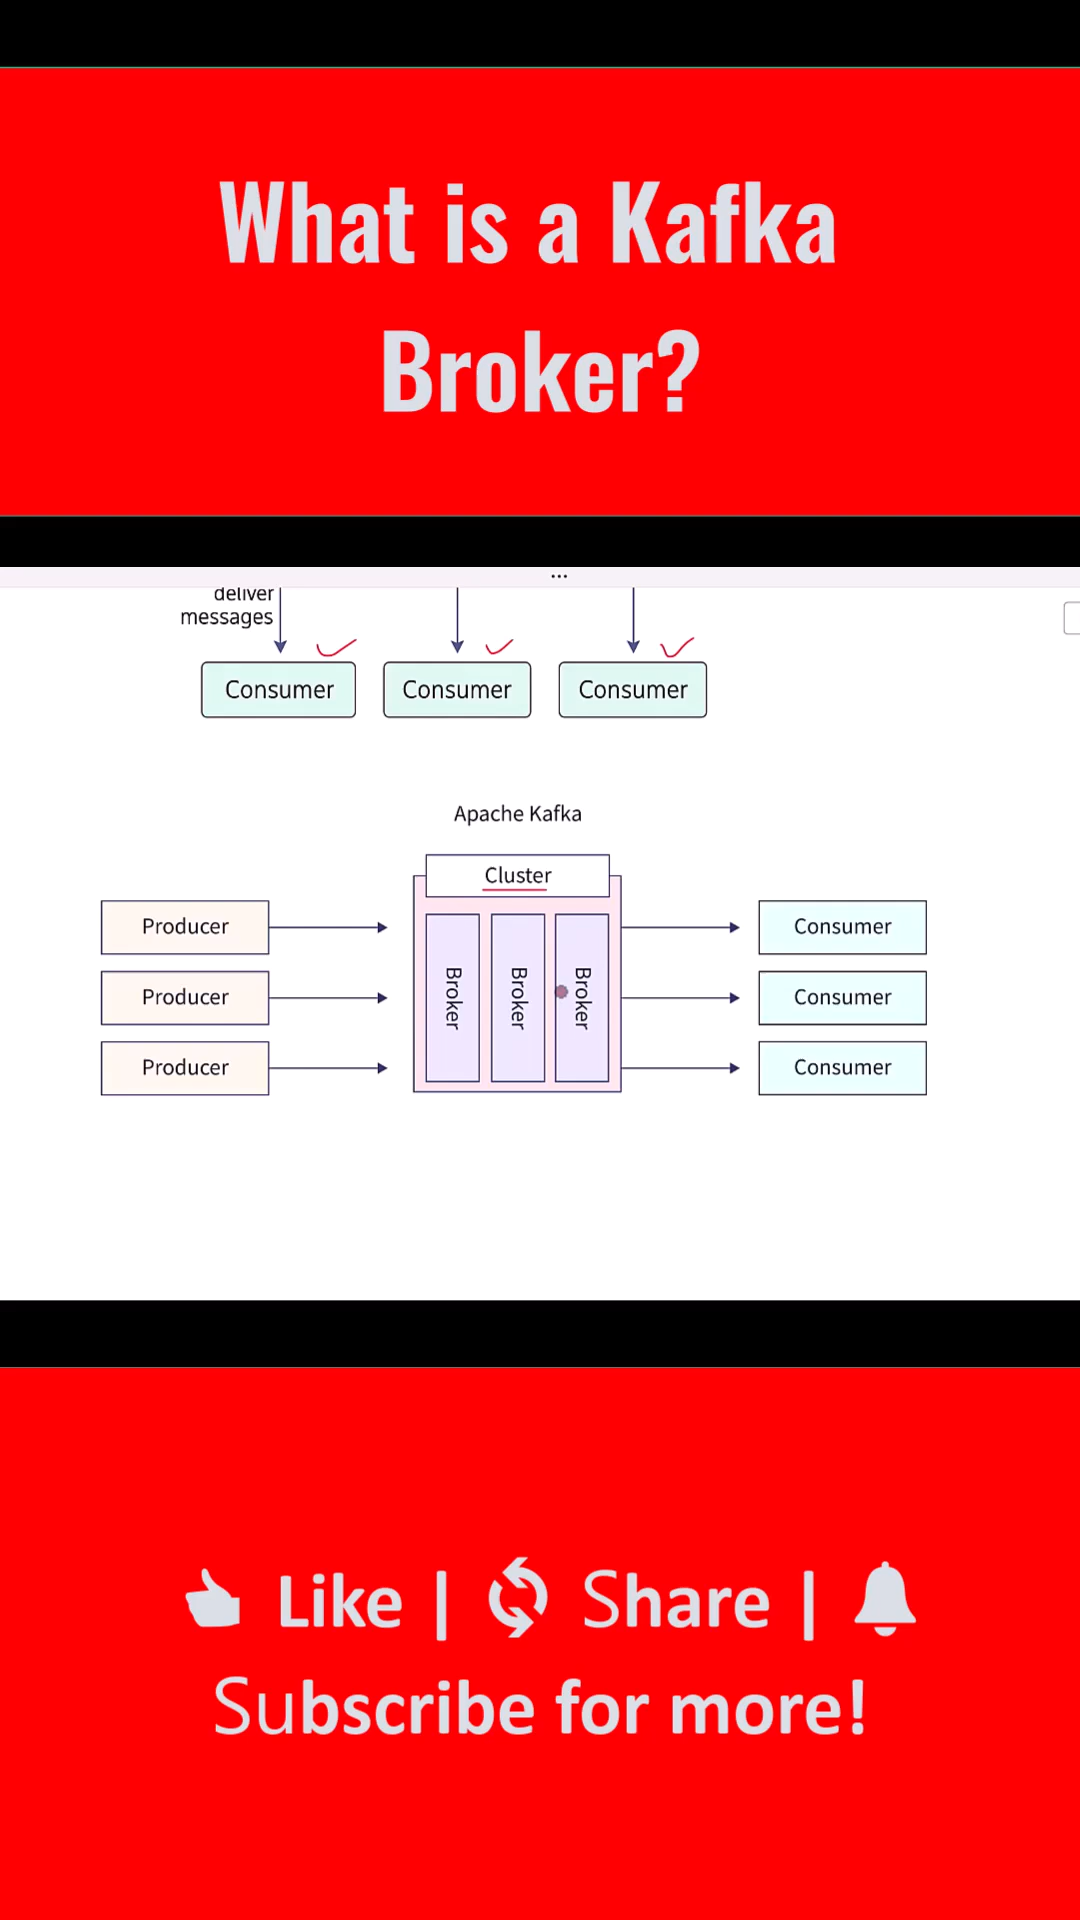 What is a Kafka
Broker?
...
deliver
messages
Consumer Consumer Consumer
Apache Kafka
Cluster
Producer Consumer
Broker Broker Broker
Producer Consumer
Producer Consumer
Like | Share |
Subscribe for more!